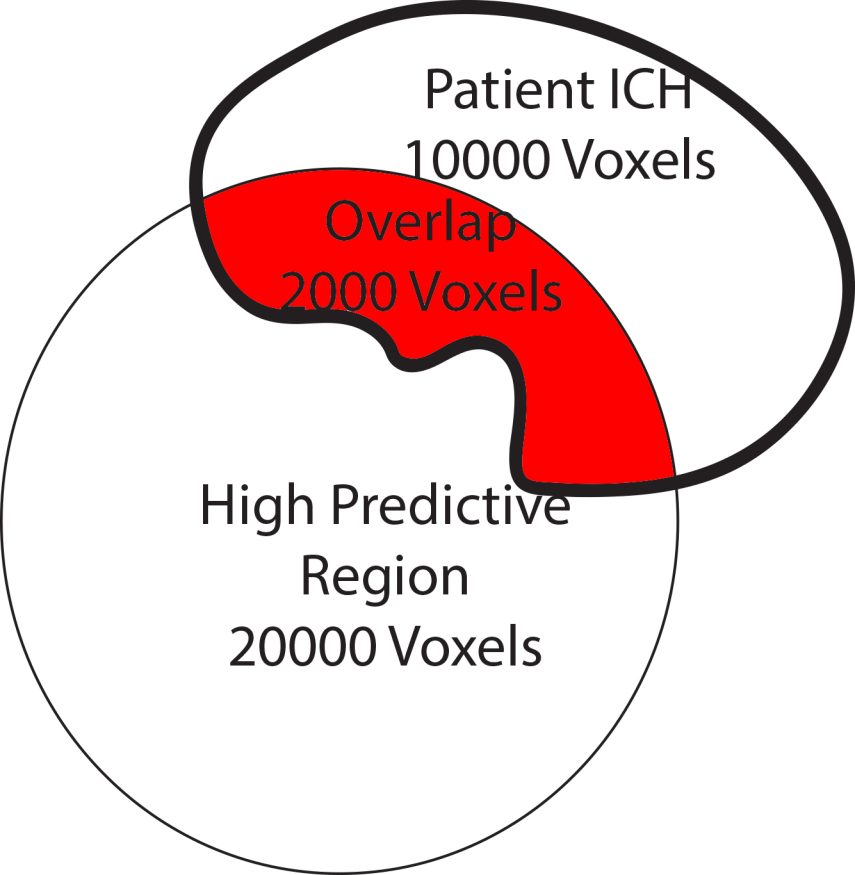 Patient ICH
10000 Voxels
Overlap
2000 Voxels
High Predictive
Region
20000 Voxels